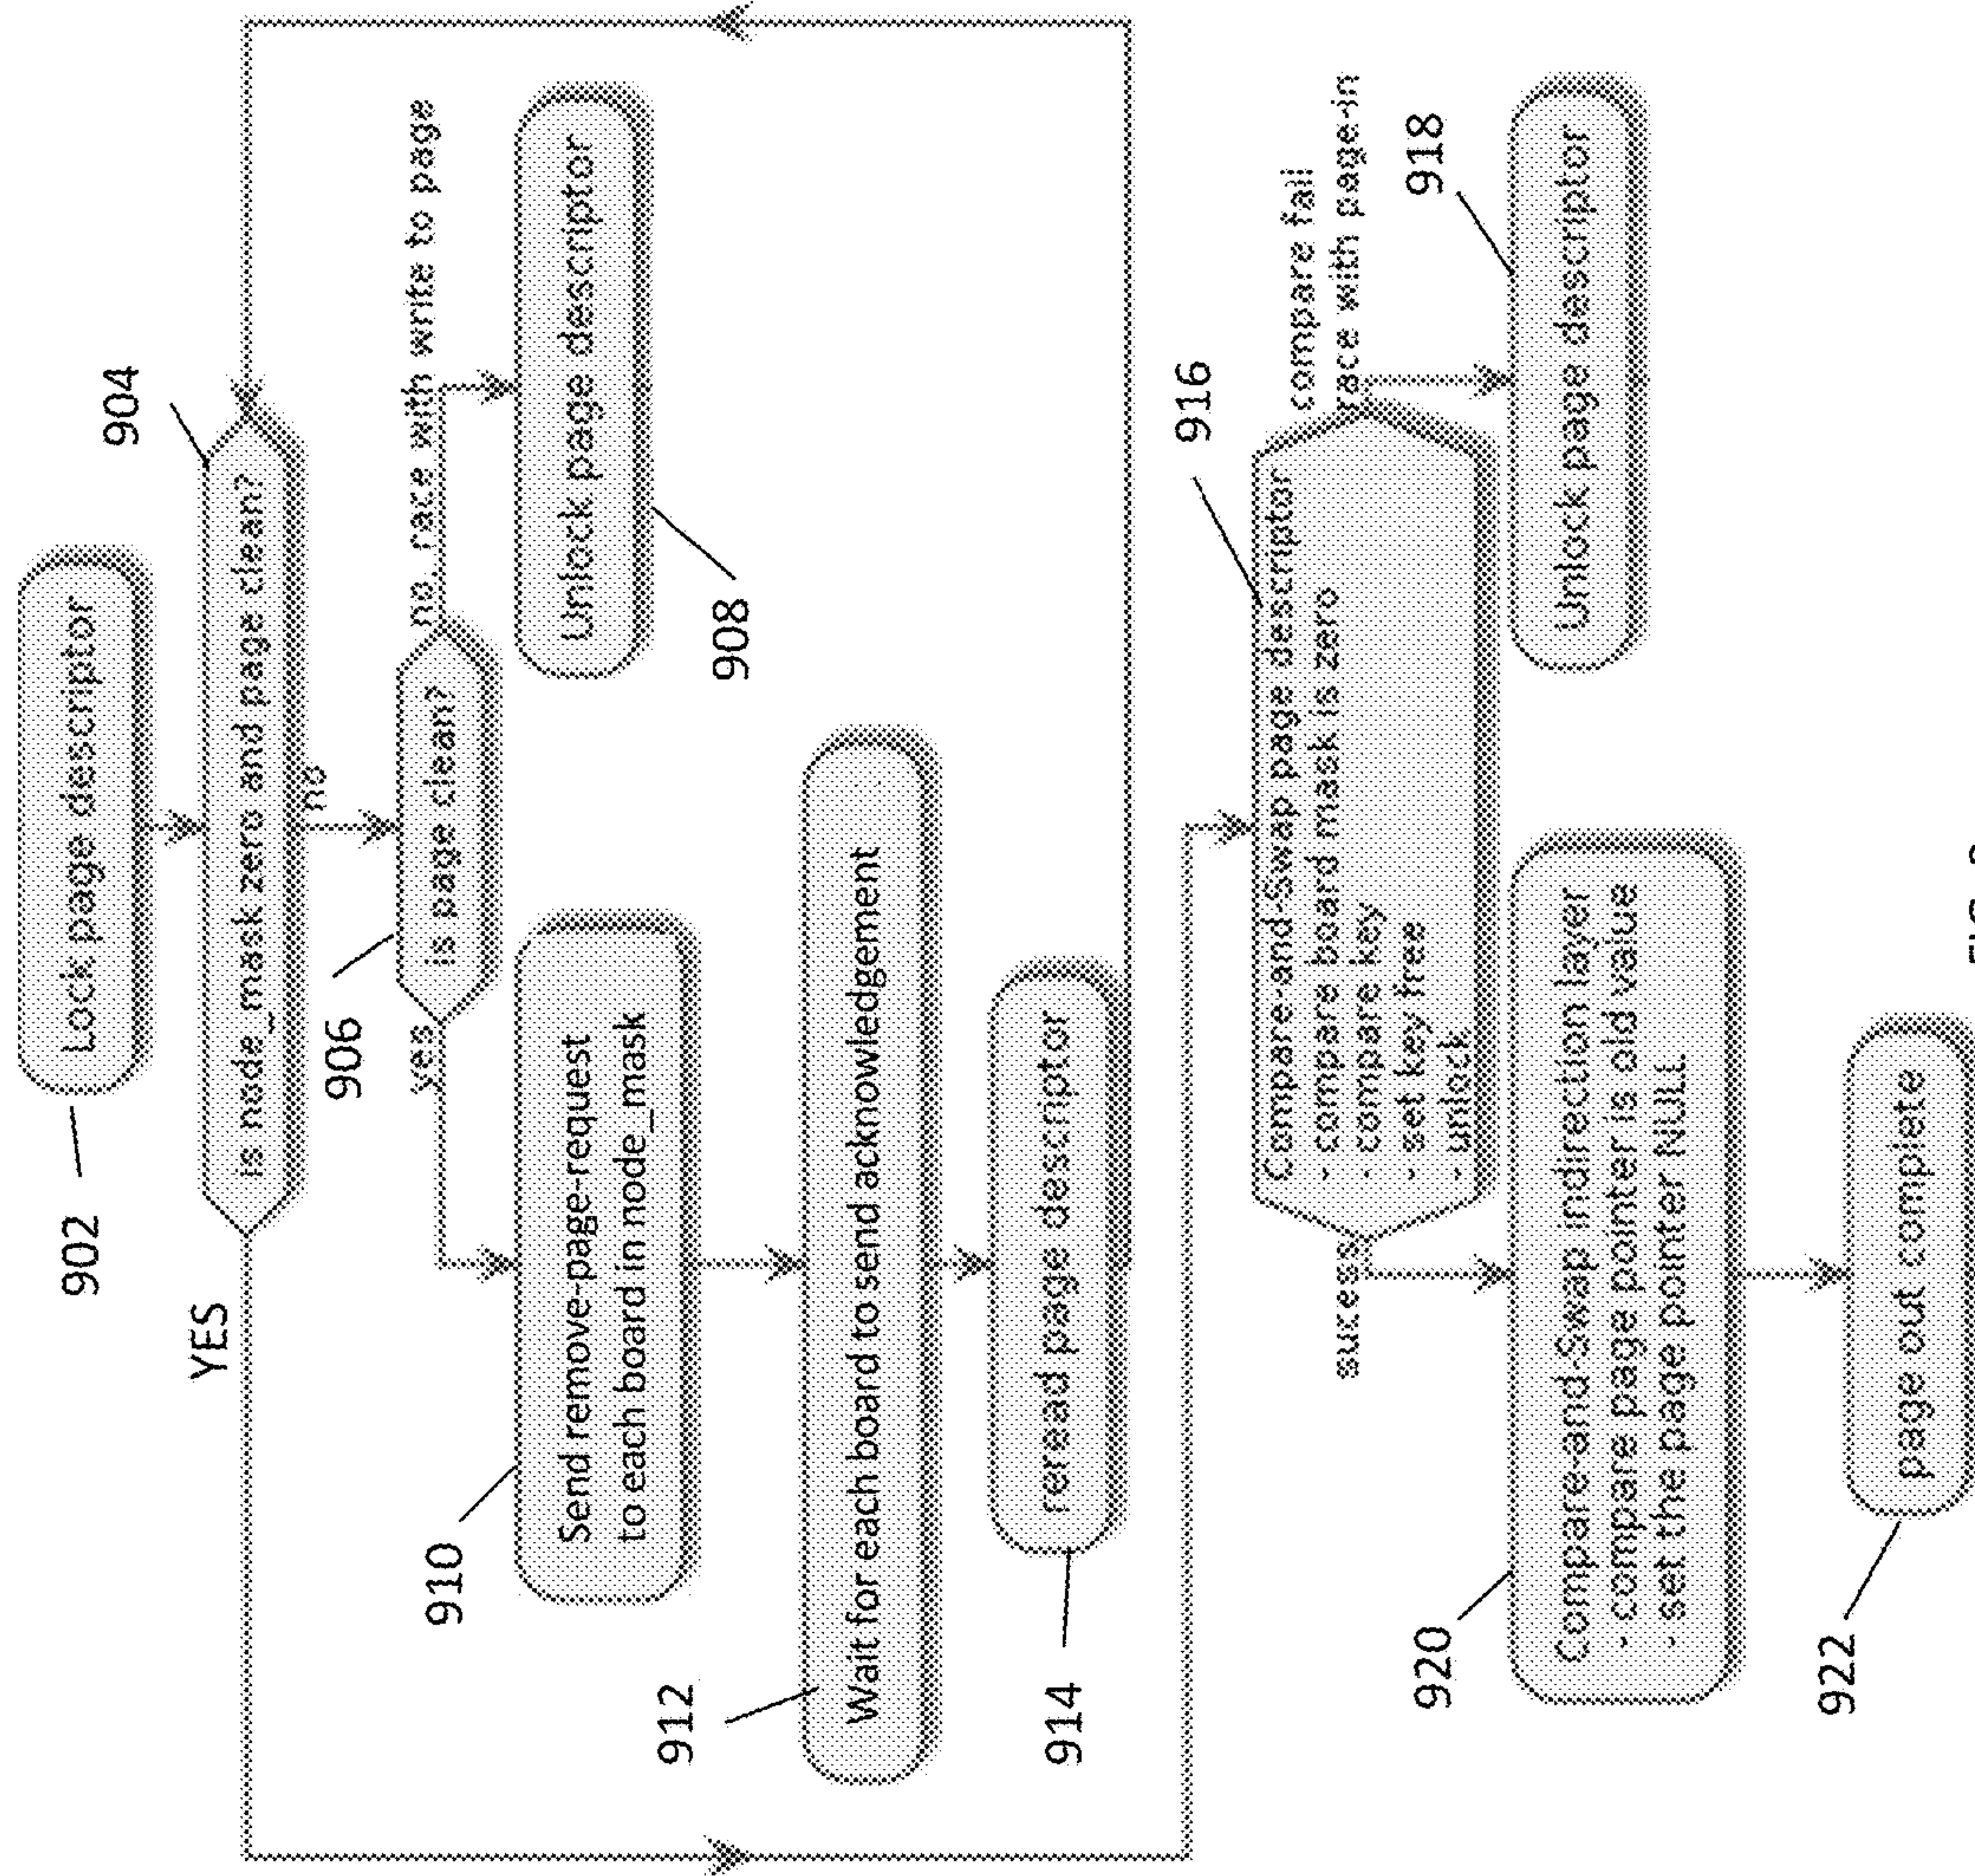 902
Lock page descriptor
904
is node_mask zero and page clean?
YES
no
906
is page clean?
yes
no, race with write to page
908
Unlock page descriptor
910
Send remove-page-request
to each board in node_mask
912
Wait for each board to send acknowledgement
914
reread page descriptor
916
Compare-and-Swap page descriptor
- compare board mask is zero
- compare key
- set key free
- unlock
compare fail
race with page-in
918
Unlock page descriptor
sucess
920
Compare-and-Swap indirection layer
- compare page pointer is old value
- set the page pointer NULL
922
page out complete